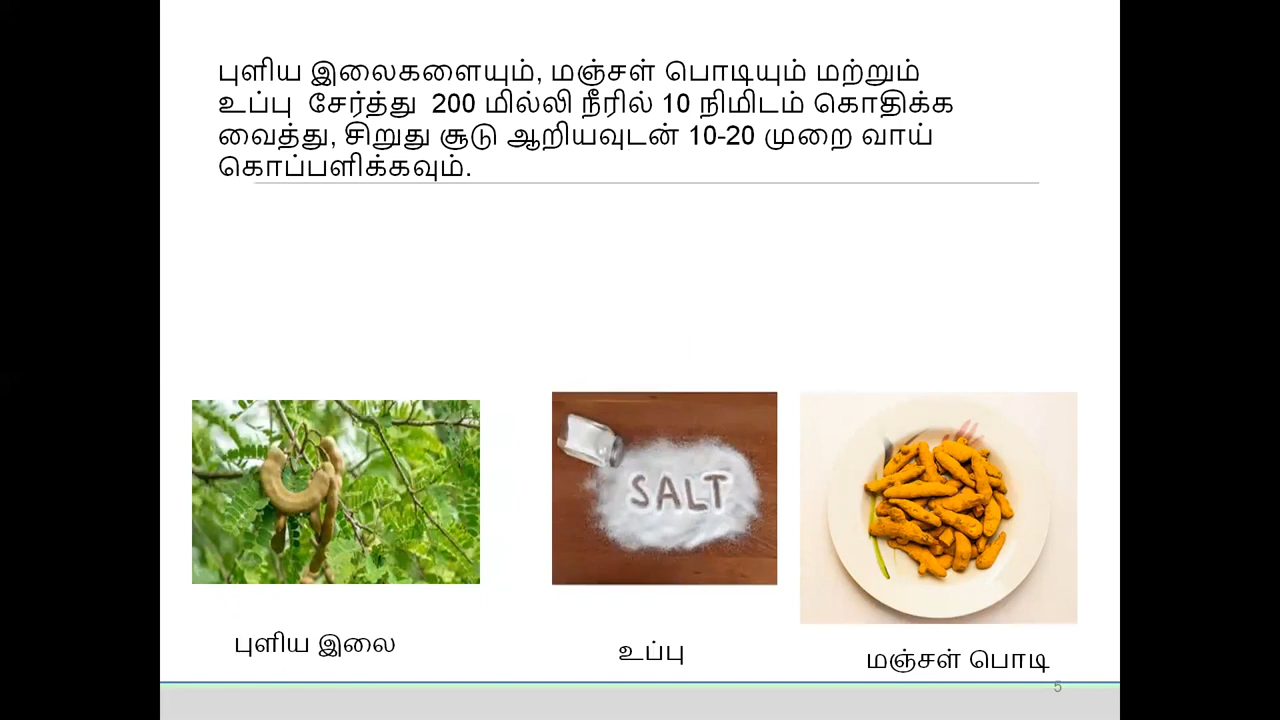 புளிய இலைகளையும், மஞ்சள் பொடியும் மற்றும்
உப்பு சேர்த்து 200 மில்லி நீரில் 10 நிமிடம் கொதிக்க
வைத்து, சிறுது சூடு ஆறியவுடன் 10-20 முறை வாய்
கொப்பளிக்கவும்.
SALT
புளிய இலை
உப்பு
மஞ்சள் பொடி
5